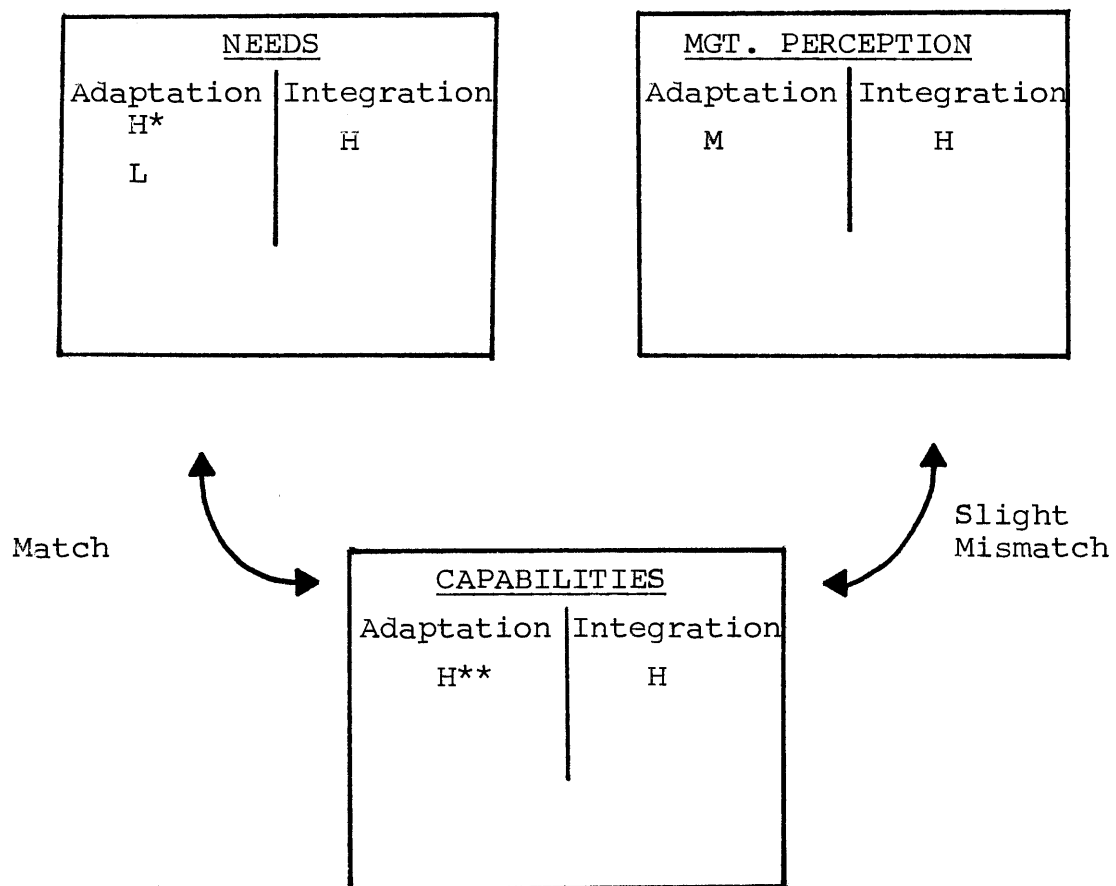 NEEDS
Adaptation Integration
H* H
L
MGT. PERCEPTION
Adaptation Integration
M H
Match
Slight
Mismatch
CAPABILITIES
Adaptation Integration
H** H